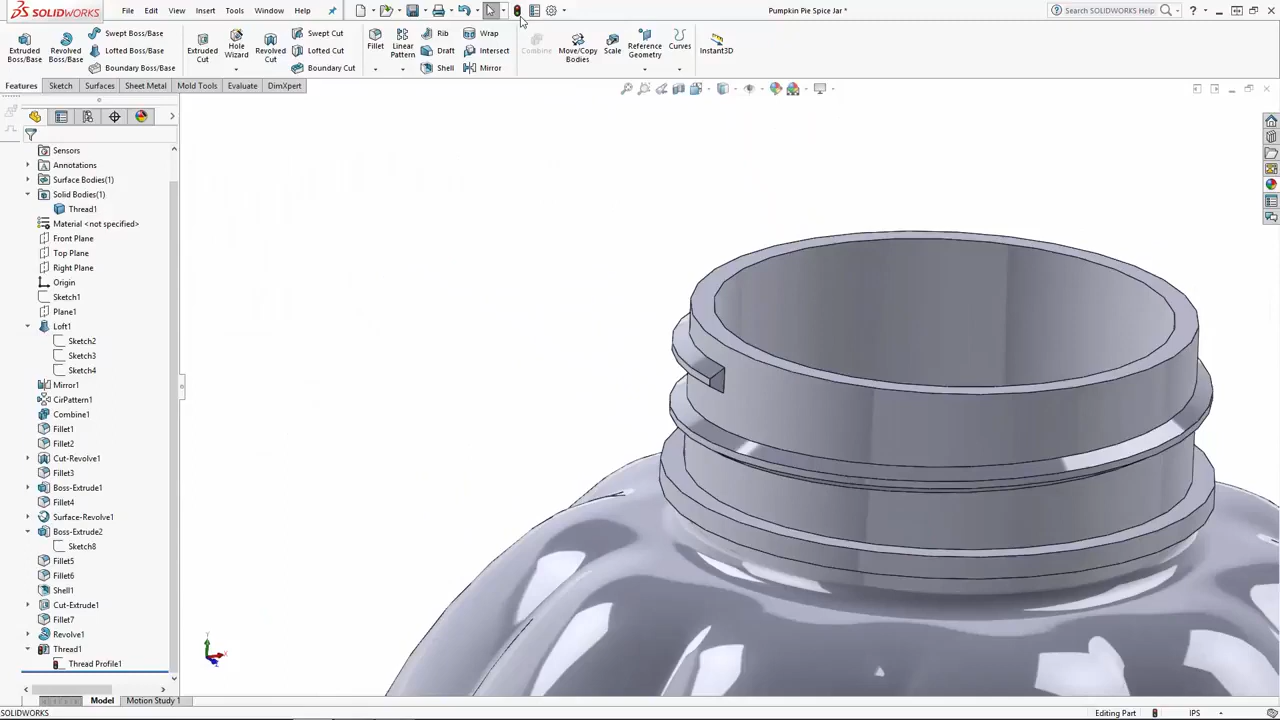 SOLIDWORKS
File
Edit
View
Insert
Tools
Window
Help
Pumpkin Pie Spice Jar *
Search SOLIDWORKS Help
Extruded
Boss/Base
Revolved
Boss/Base
Swept Boss/Base
Lofted Boss/Base
Boundary Boss/Base
Extruded
Cut
Hole
Wizard
Revolved
Cut
Swept Cut
Lofted Cut
Boundary Cut
Fillet
Linear
Pattern
Rib
Draft
Shell
Wrap
Intersect
Mirror
Combine
Move/Copy
Bodies
Scale
Reference
Geometry
Curves
Instant3D
Features
Sketch
Surfaces
Sheet Metal
Mold Tools
Evaluate
DimXpert
Sensors
Annotations
Surface Bodies(1)
Solid Bodies(1)
Thread1
Material <not specified>
Front Plane
Top Plane
Right Plane
Origin
Sketch1
Plane1
Loft1
Sketch2
Sketch3
Sketch4
Mirror1
CirPattern1
Combine1
Fillet1
Fillet2
Cut-Revolve1
Fillet3
Boss-Extrude1
Fillet4
Surface-Revolve1
Boss-Extrude2
Sketch8
Fillet5
Fillet6
Shell1
Cut-Extrude1
Fillet7
Revolve1
Thread1
Thread Profile1
Model
Motion Study 1
SOLIDWORKS
Editing Part
IPS